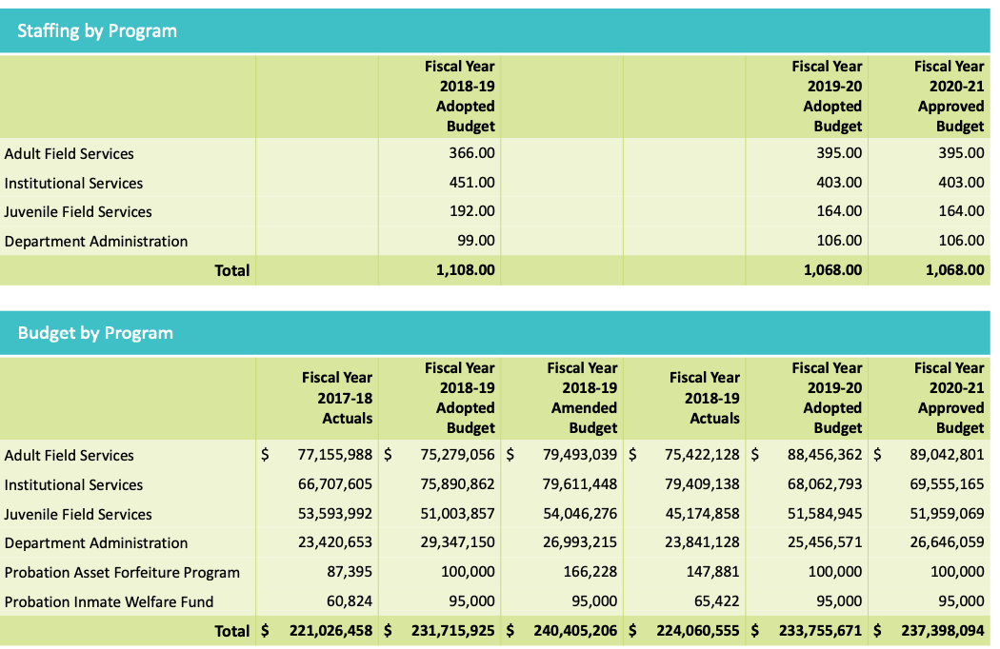 Staffing by Program
Fiscal Year 2018-19 Adopted Budget Fiscal Year 2019-20 Adopted Budget Fiscal Year 2020-21 Approved Budget
Adult Field Services 366.00 395.00 395.00
Institutional Services 451.00 403.00 403.00
Juvenile Field Services 192.00 164.00 164.00
Department Administration 99.00 106.00 106.00
Total 1,108.00 1,068.00 1,068.00
Budget by Program
Fiscal Year 2017-18 Actuals Fiscal Year 2018-19 Adopted Budget Fiscal Year 2018-19 Amended Budget Fiscal Year 2018-19 Actuals Fiscal Year 2019-20 Adopted Budget Fiscal Year 2020-21 Approved Budget
Adult Field Services $ 77,155,988 $ 75,279,056 $ 79,493,039 $ 75,422,128 $ 88,456,362 $ 89,042,801
Institutional Services 66,707,605 75,890,862 79,611,448 79,409,138 68,062,793 69,555,165
Juvenile Field Services 53,593,992 51,003,857 54,046,276 45,174,858 51,584,945 51,959,069
Department Administration 23,420,653 29,347,150 26,993,215 23,841,128 25,456,571 26,646,059
Probation Asset Forfeiture Program 87,395 100,000 166,228 147,881 100,000 100,000
Probation Inmate Welfare Fund 60,824 95,000 95,000 65,422 95,000 95,000
Total $ 221,026,458 $ 231,715,925 $ 240,405,206 $ 224,060,555 $ 233,755,671 $ 237,398,094